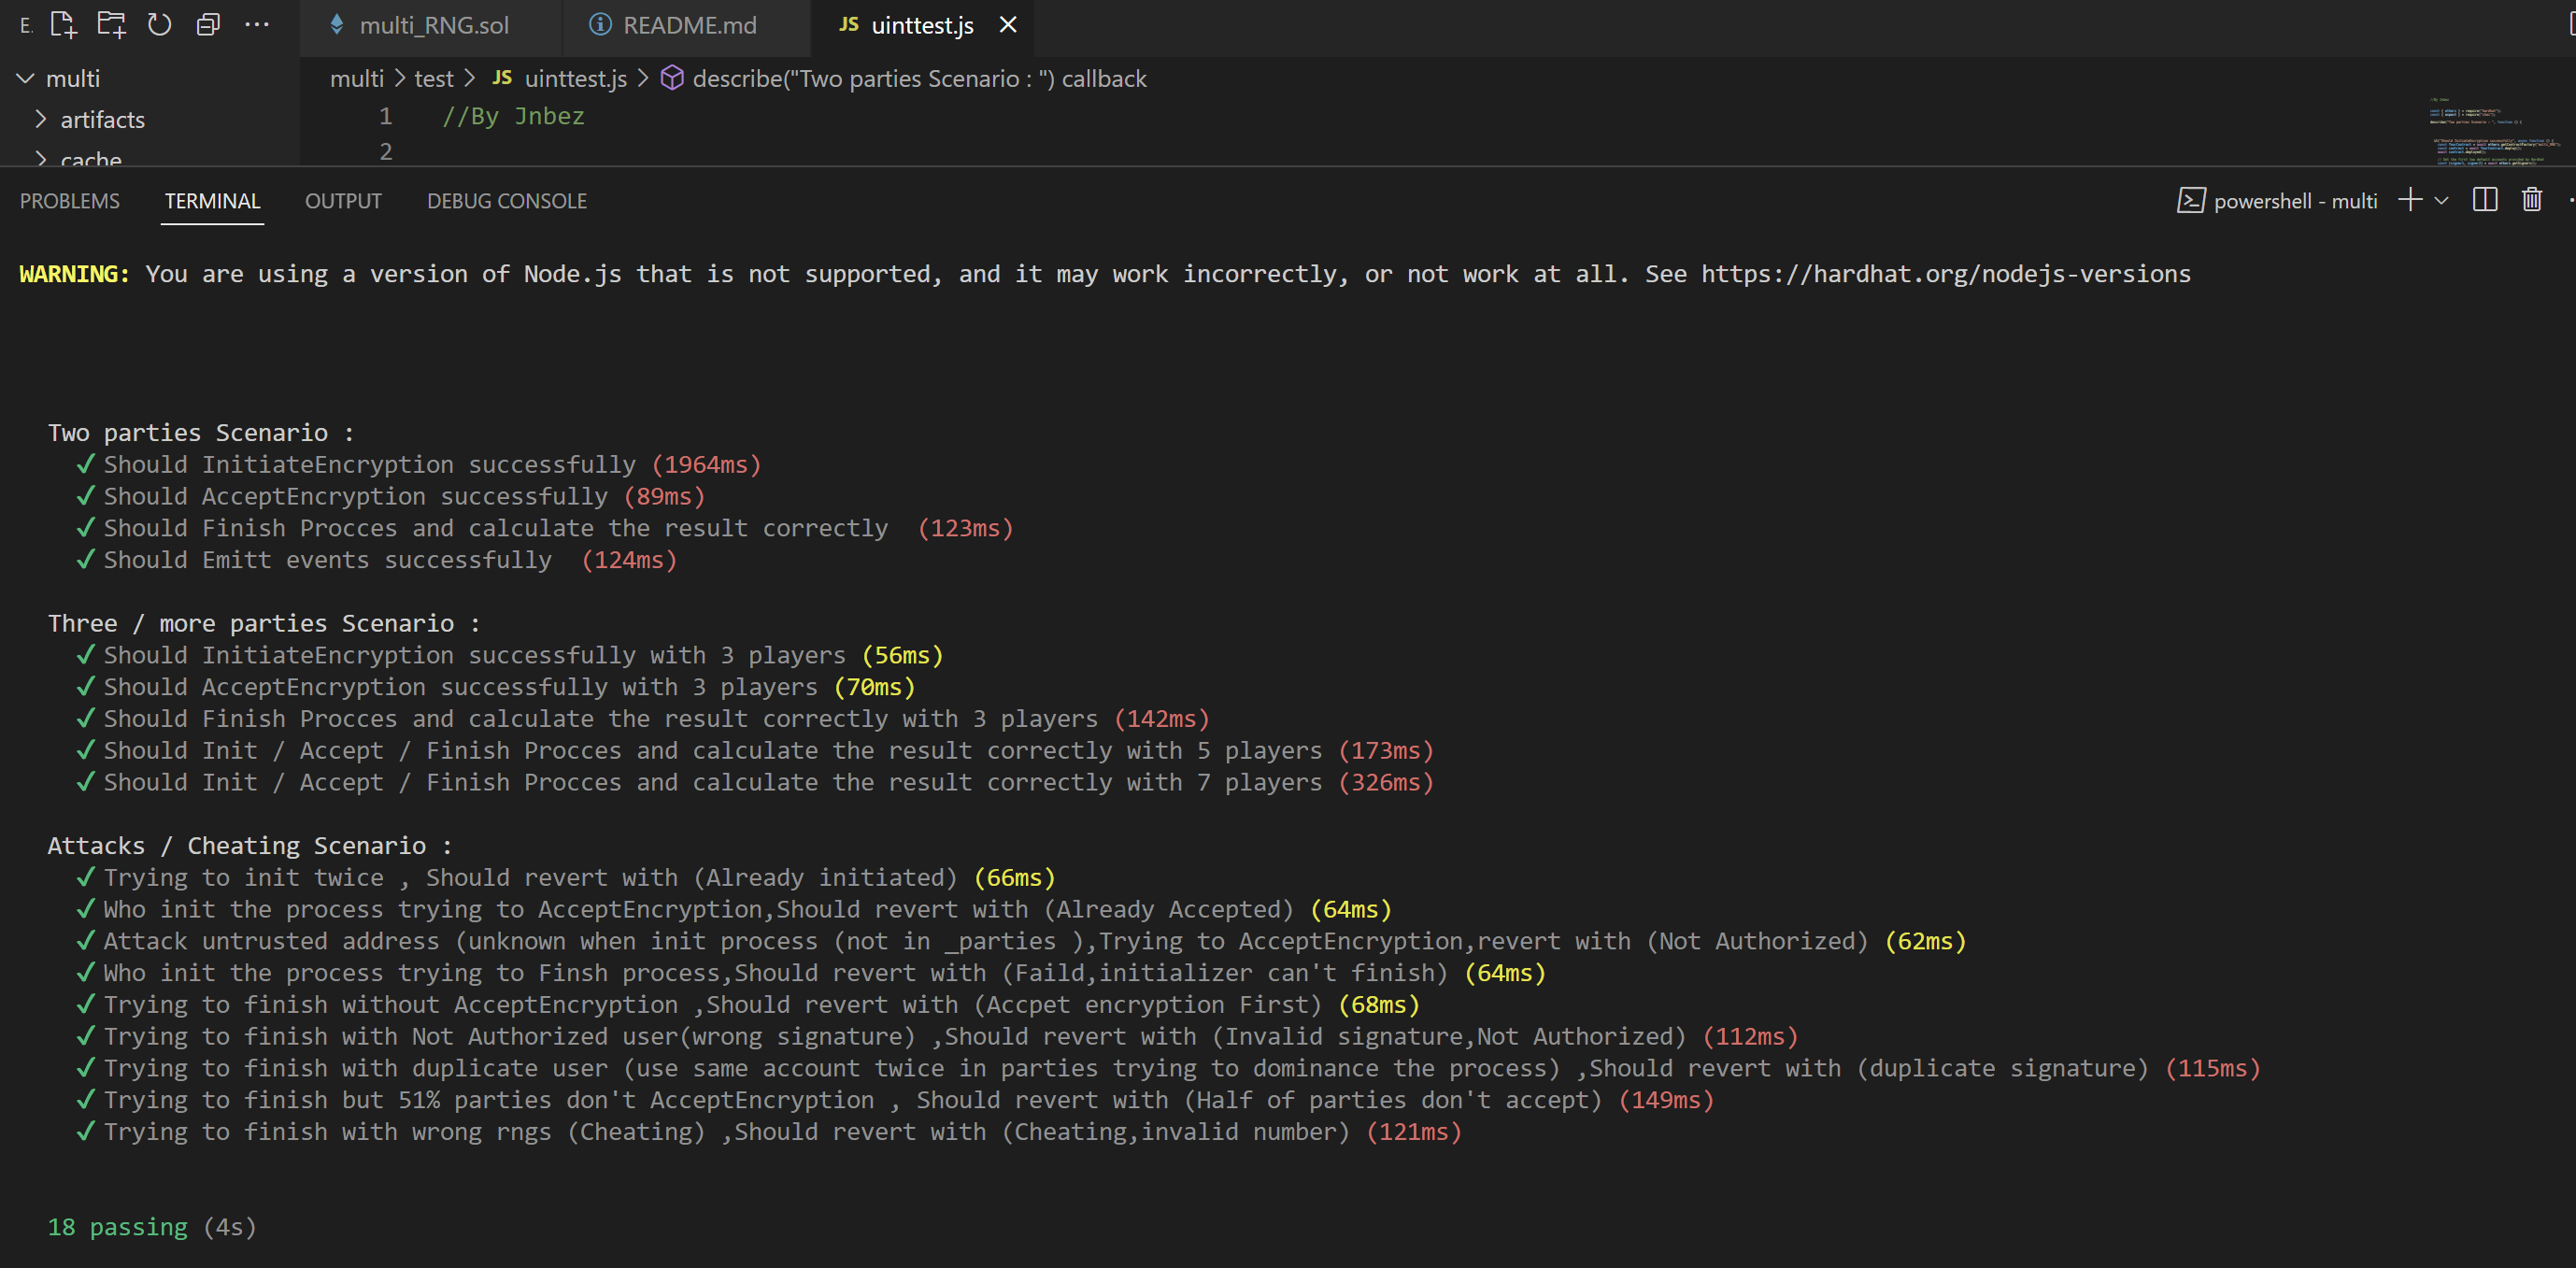 E.
multi_RNG.sol
README.md
JS uinttest.js
multi
multi > test > JS uinttest.js > describe("Two parties Scenario : ") callback
artifacts
1 //By Jnbez
cache
2
PROBLEMS TERMINAL OUTPUT DEBUG CONSOLE
powershell - multi
WARNING: You are using a version of Node.js that is not supported, and it may work incorrectly, or not work at all. See https://hardhat.org/nodejs-versions
Two parties Scenario :
✓ Should InitiateEncryption successfully (1964ms)
✓ Should AcceptEncryption successfully (89ms)
✓ Should Finish Procces and calculate the result correctly  (123ms)
✓ Should Emitt events successfully  (124ms)
Three / more parties Scenario :
✓ Should InitiateEncryption successfully with 3 players (56ms)
✓ Should AcceptEncryption successfully with 3 players (70ms)
✓ Should Finish Procces and calculate the result correctly with 3 players (142ms)
✓ Should Init / Accept / Finish Procces and calculate the result correctly with 5 players (173ms)
✓ Should Init / Accept / Finish Procces and calculate the result correctly with 7 players (326ms)
Attacks / Cheating Scenario :
✓ Trying to init twice , Should revert with (Already initiated) (66ms)
✓ Who init the process trying to AcceptEncryption,Should revert with (Already Accepted) (64ms)
✓ Attack untrusted address (unknown when init process (not in _parties ),Trying to AcceptEncryption,revert with (Not Authorized) (62ms)
✓ Who init the process trying to Finsh process,Should revert with (Faild,initializer can't finish) (64ms)
✓ Trying to finish without AcceptEncryption ,Should revert with (Accpet encryption First) (68ms)
✓ Trying to finish with Not Authorized user(wrong signature) ,Should revert with (Invalid signature,Not Authorized) (112ms)
✓ Trying to finish with duplicate user (use same account twice in parties trying to dominance the process) ,Should revert with (duplicate signature) (115ms)
✓ Trying to finish but 51% parties don't AcceptEncryption , Should revert with (Half of parties don't accept) (149ms)
✓ Trying to finish with wrong rngs (Cheating) ,Should revert with (Cheating,invalid number) (121ms)
18 passing (4s)